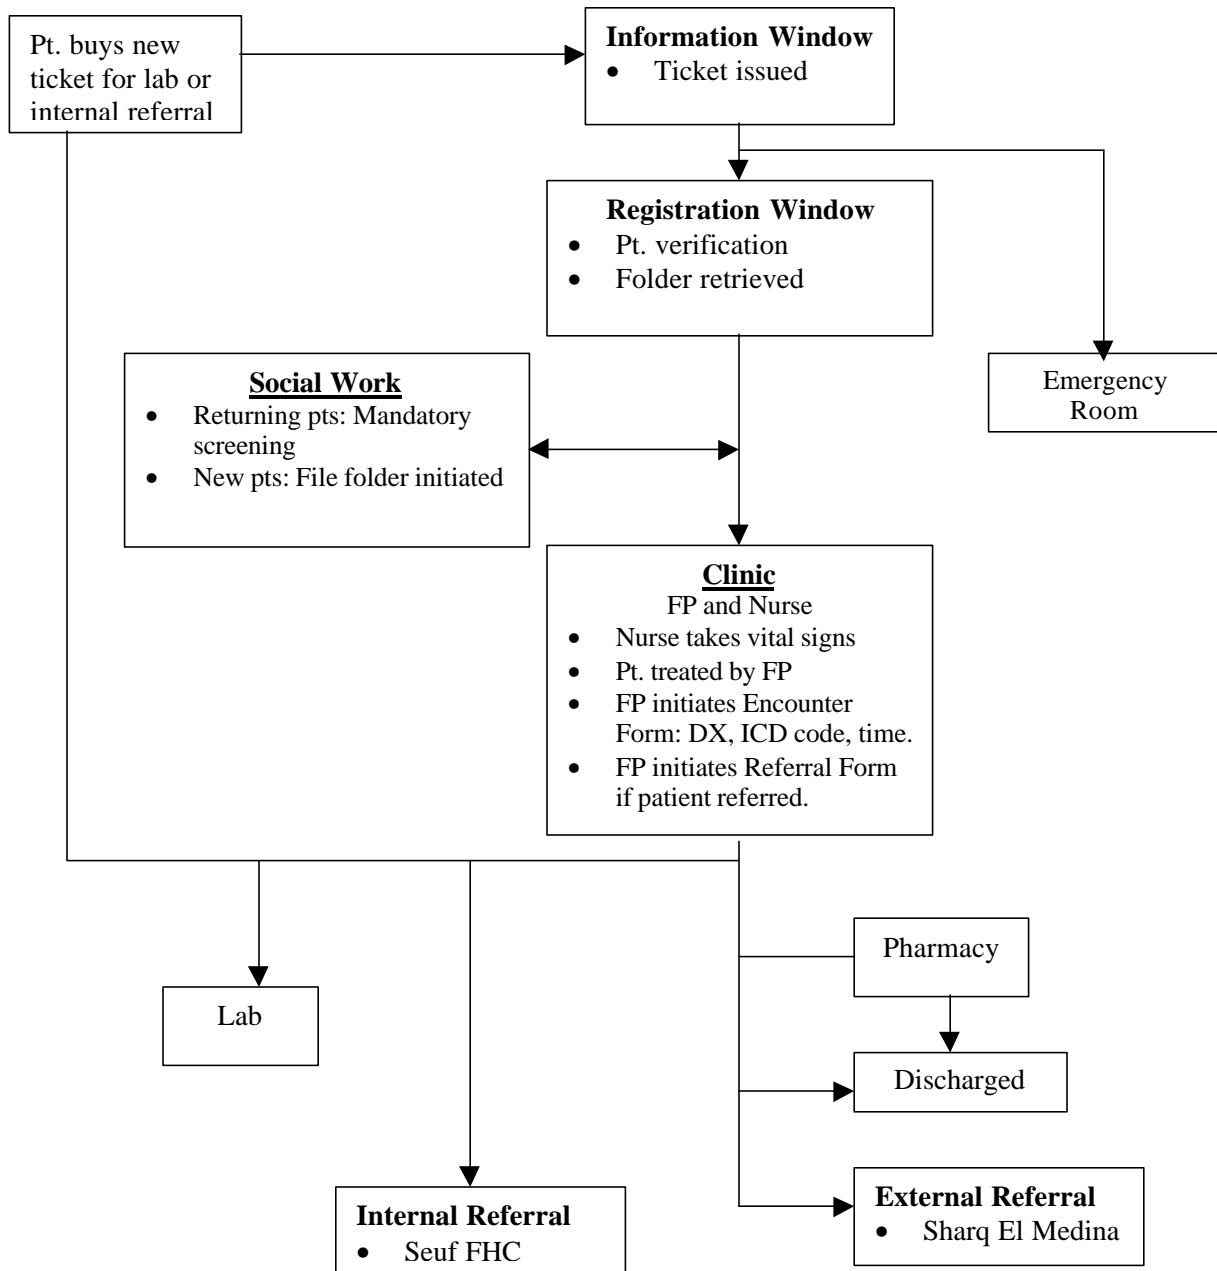 Pt. buys new
ticket for lab or
internal referral
Information Window
• Ticket issued
Registration Window
• Pt. verification
• Folder retrieved
Social Work
• Returning pts: Mandatory
screening
• New pts: File folder initiated
Emergency
Room
Clinic
FP and Nurse
• Nurse takes vital signs
• Pt. treated by FP
• FP initiates Encounter
Form: DX, ICD code, time.
• FP initiates Referral Form
if patient referred.
Pharmacy
Lab
Discharged
Internal Referral
• Seuf FHC
External Referral
• Sharq El Medina